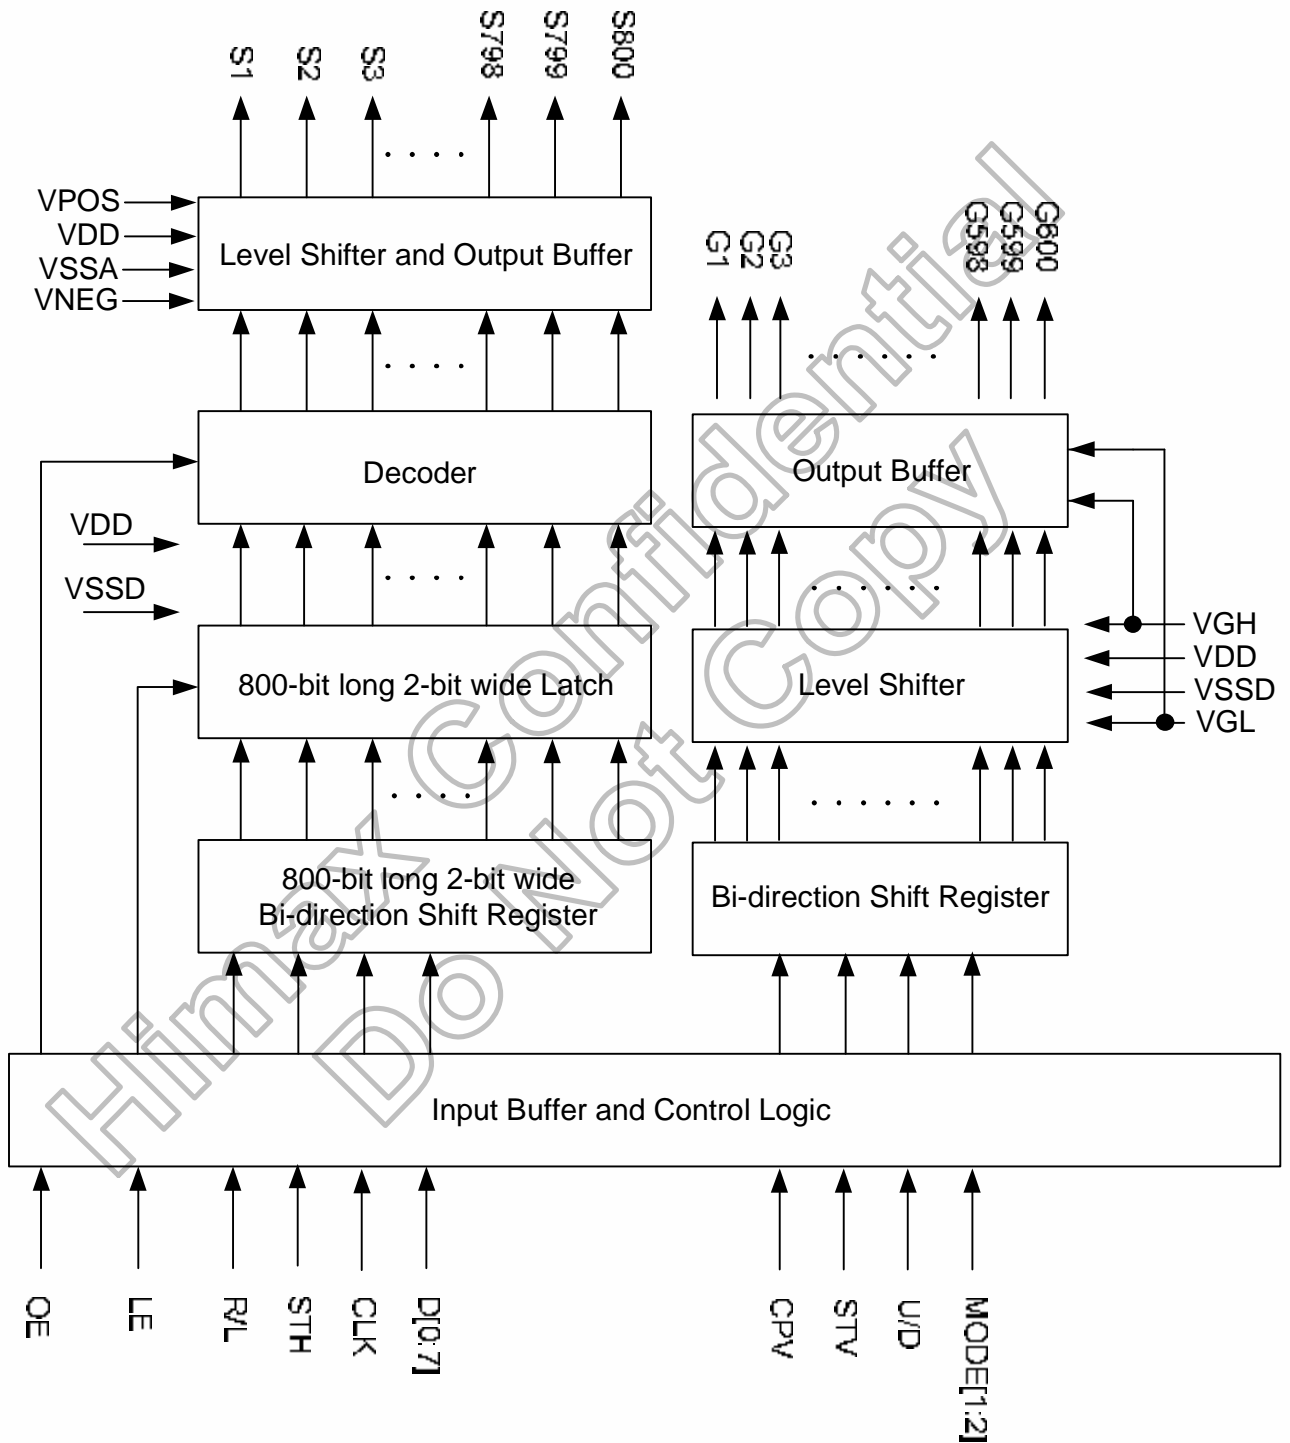 S1
S2
S3
S798
S799
S800
VPOS
VDD
VSSA
VNEG
Level Shifter and Output Buffer
G1
G2
G3
G598
G599
G600
Decoder
Output Buffer
VDD
VSSD
800-bit long 2-bit wide Latch
Level Shifter
VGH
VDD
VSSD
VGL
800-bit long 2-bit wide
Bi-direction Shift Register
Bi-direction Shift Register
Input Buffer and Control Logic
OE
LE
R/L
STH
CLK
D[0:7]
CPV
STV
U/D
MODE[1:2]
Himax Confidential
Do Not Copy